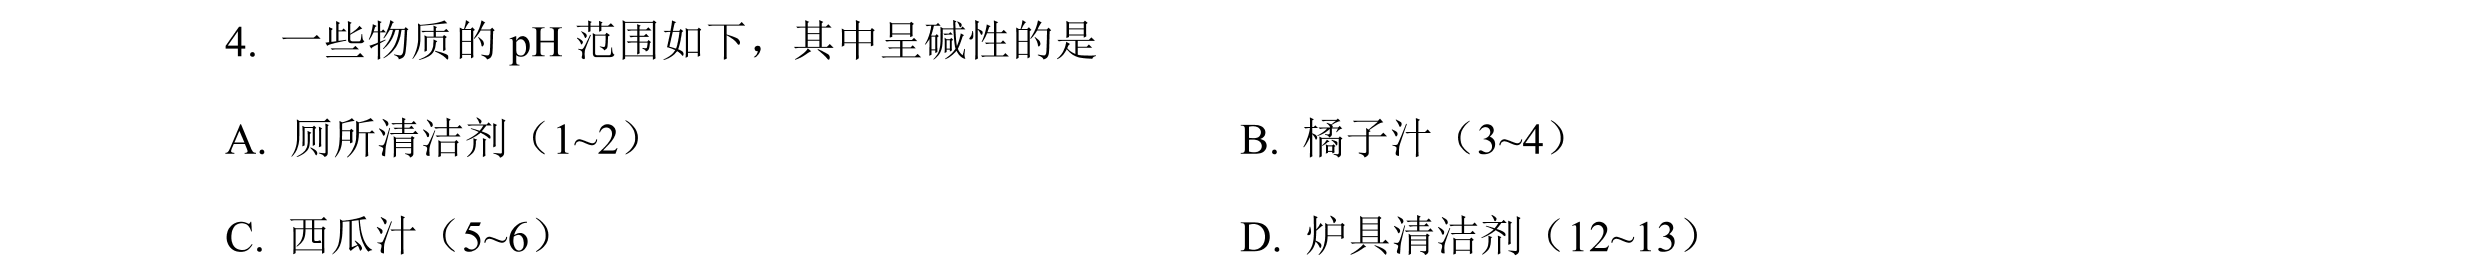 4. 一些物质的 pH 范围如下，其中呈碱性的是
A. 厕所清洁剂（1~2） B. 橘子汁（3~4）
C. 西瓜汁（5~6） D. 炉具清洁剂（12~13）